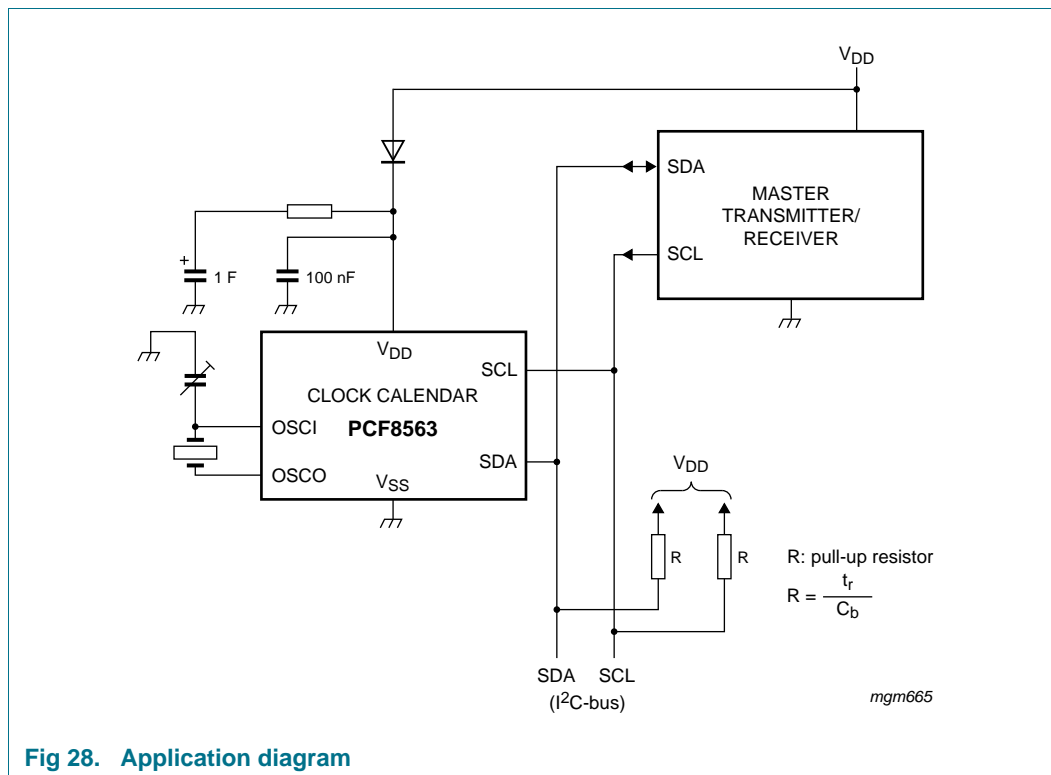 VDD
SDA
MASTER
TRANSMITTER/
RECEIVER
SCL
+
1 F
100 nF
VDD
SCL
CLOCK CALENDAR
PCF8563
OSCI
SDA
OSCO
VSS
VDD
R
R
R: pull-up resistor
R = tr / Cb
SDA SCL
(I²C-bus)
mgm665
Fig 28. Application diagram